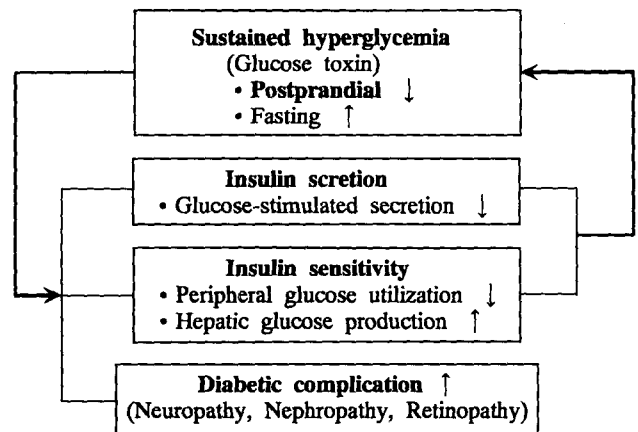 Sustained hyperglycemia
(Glucose toxin)
• Postprandial ↓
• Fasting ↑
Insulin scretion
• Glucose-stimulated secretion ↓
Insulin sensitivity
• Peripheral glucose utilization ↓
• Hepatic glucose production ↑
Diabetic complication ↑
(Neuropathy, Nephropathy, Retinopathy)